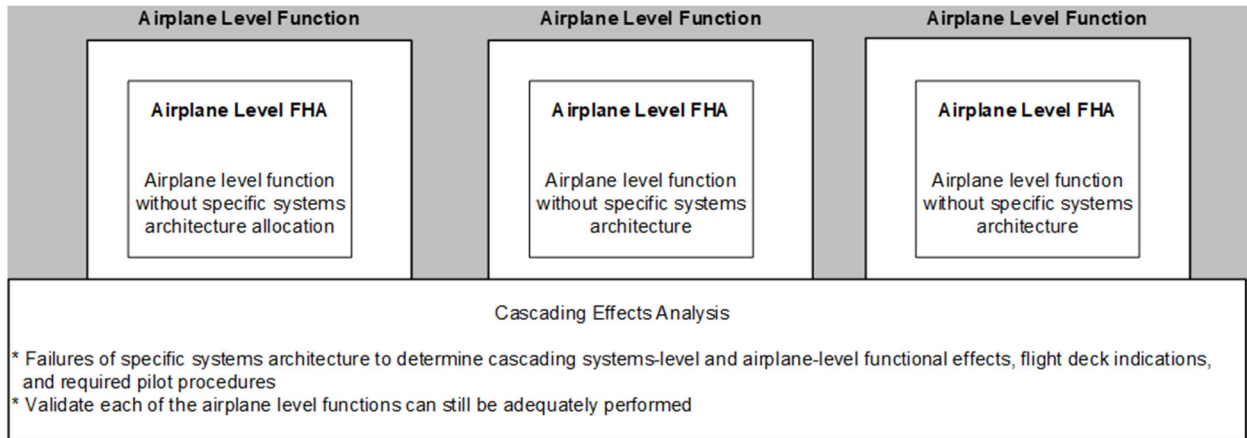 Airplane Level Function
Airplane Level Function
Airplane Level Function
Airplane Level FHA
Airplane level function
without specific systems
architecture allocation
Airplane Level FHA
Airplane level function
without specific systems
architecture
Airplane Level FHA
Airplane level function
without specific systems
architecture
Cascading Effects Analysis
* Failures of specific systems architecture to determine cascading systems-level and airplane-level functional effects, flight deck indications,
and required pilot procedures
* Validate each of the airplane level functions can still be adequately performed